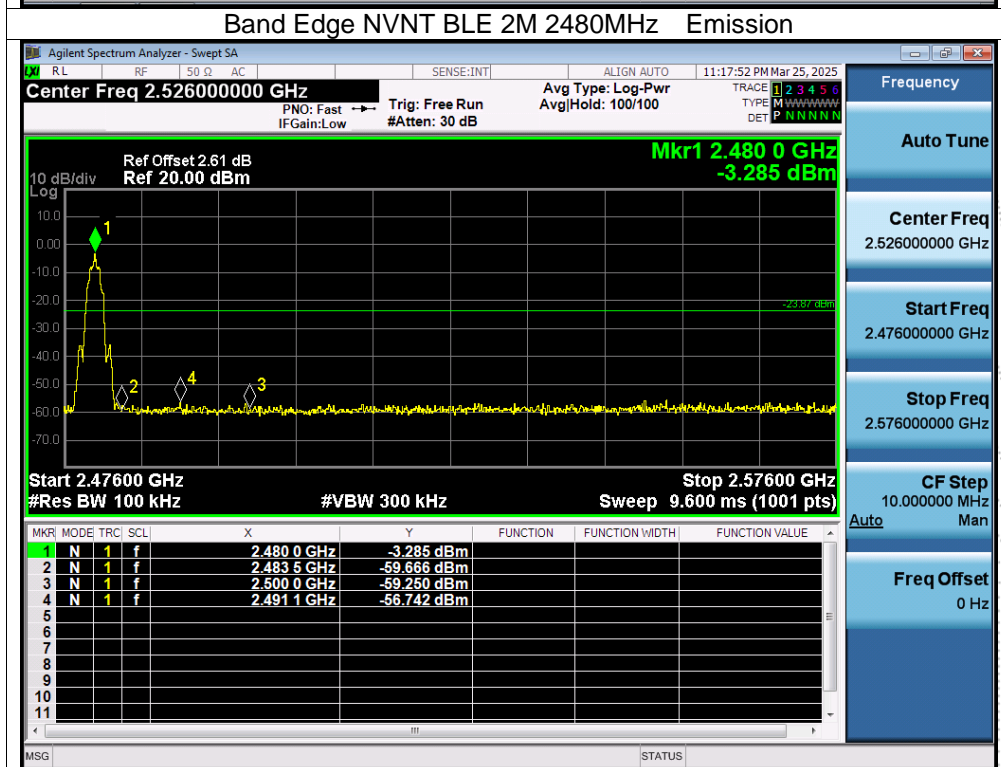 Band Edge NVNT BLE 2M 2480MHz Emission
Agilent Spectrum Analyzer - Swept SA
LXI RL RF 50 Ω AC SENSE:INT ALIGN AUTO 11:17:52 PM Mar 25, 2025
Center Freq 2.526000000 GHz
PNO: Fast
IFGain:Low
Trig: Free Run
#Atten: 30 dB
Avg Type: Log-Pwr
Avg|Hold: 100/100
TRACE 1 2 3 4 5 6
TYPE M W W W W W
DET P N N N N N
Frequency
Auto Tune
Center Freq
2.526000000 GHz
Start Freq
2.476000000 GHz
Stop Freq
2.576000000 GHz
CF Step
10.000000 MHz
Auto Man
Freq Offset
0 Hz
Mkr1 2.480 0 GHz
-3.285 dBm
Ref Offset 2.61 dB
10 dB/div Ref 20.00 dBm
Log
10.0
0.00
-10.0
-20.0
-30.0
-40.0
-50.0
-60.0
-70.0
1
-23.87 dBm
2
4
3
Start 2.47600 GHz Stop 2.57600 GHz
#Res BW 100 kHz #VBW 300 kHz Sweep 9.600 ms (1001 pts)
MKR MODE TRC SCL X Y FUNCTION FUNCTION WIDTH FUNCTION VALUE
1 N 1 f 2.480 0 GHz -3.285 dBm
2 N 1 f 2.483 5 GHz -59.666 dBm
3 N 1 f 2.500 0 GHz -59.250 dBm
4 N 1 f 2.491 1 GHz -56.742 dBm
5
6
7
8
9
10
11
MSG STATUS